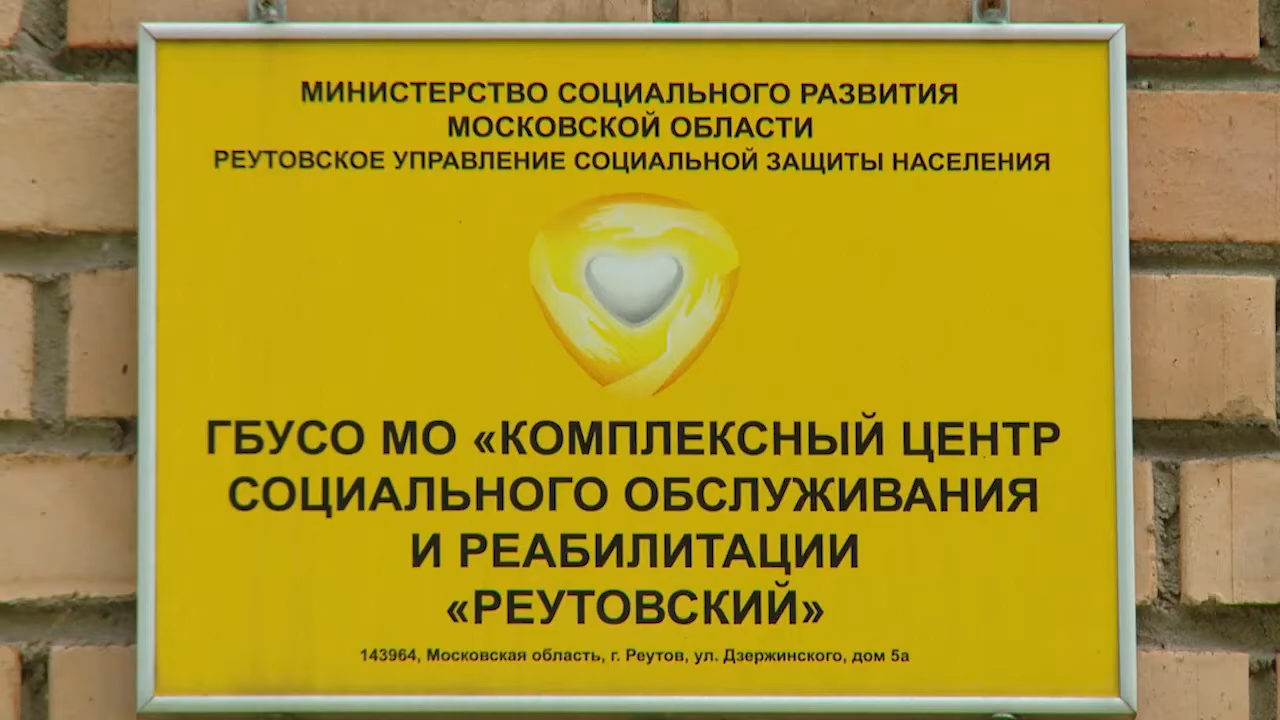 МИНИСТЕРСТВО СОЦИАЛЬНОГО РАЗВИТИЯ
МОСКОВСКОЙ ОБЛАСТИ
РЕУТОВСКОЕ УПРАВЛЕНИЕ СОЦИАЛЬНОЙ ЗАЩИТЫ НАСЕЛЕНИЯ
ГБУСО МО «КОМПЛЕКСНЫЙ ЦЕНТР
СОЦИАЛЬНОГО ОБСЛУЖИВАНИЯ
И РЕАБИЛИТАЦИИ
«РЕУТОВСКИЙ»
143964, Московская область, г. Реутов, ул. Дзержинского, дом 5а